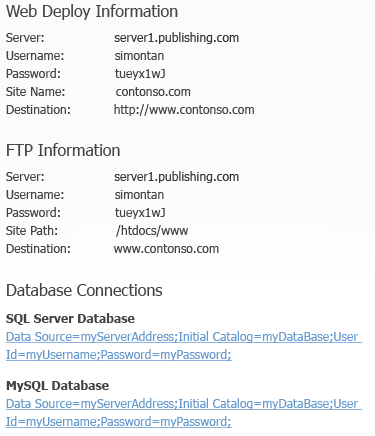 Web Deploy Information
Server: server1.publishing.com
Username: simontan
Password: tueyx1wJ
Site Name: contonso.com
Destination: http://www.contonso.com
FTP Information
Server: server1.publishing.com
Username: simontan
Password: tueyx1wJ
Site Path: /htdocs/www
Destination: www.contonso.com
Database Connections
SQL Server Database
Data Source=myServerAddress;Initial Catalog=myDataBase;User
Id=myUsername;Password=myPassword;
MySQL Database
Data Source=myServerAddress;Initial Catalog=myDataBase;User
Id=myUsername;Password=myPassword;